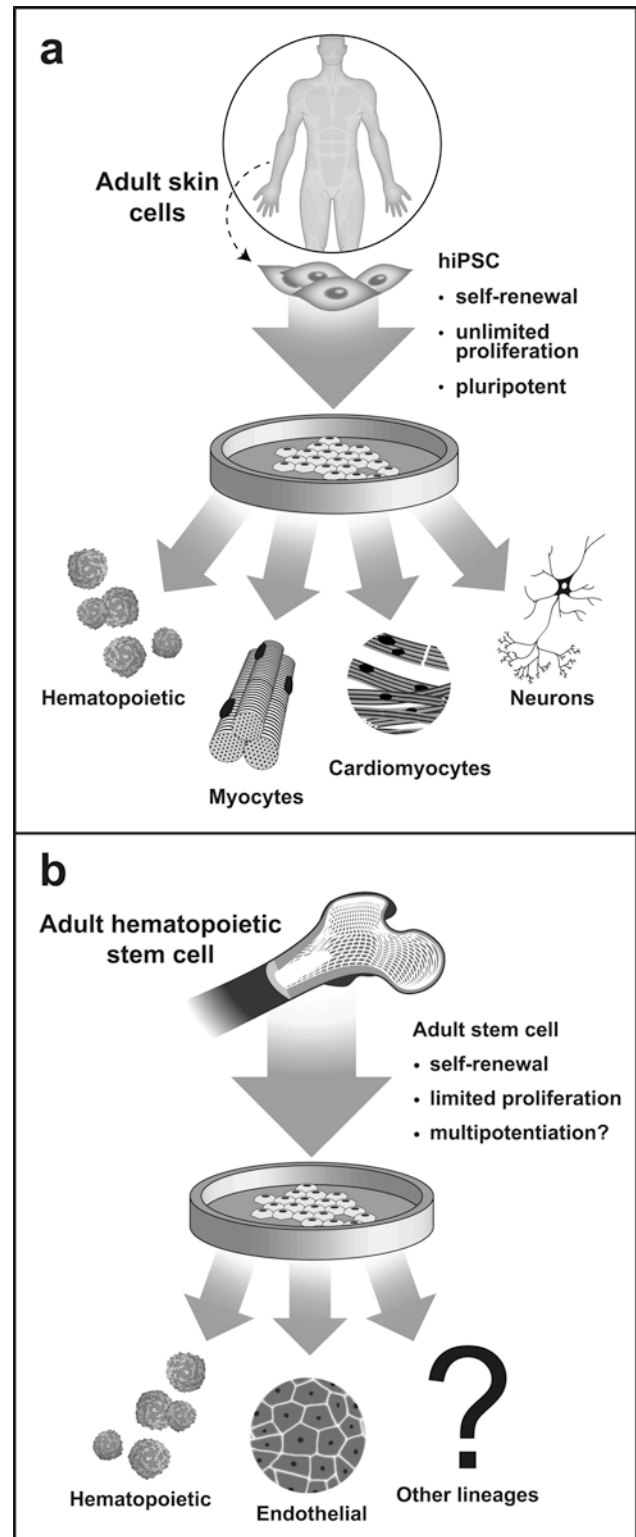 a
Adult skin
cells
hiPSC
• self-renewal
• unlimited
proliferation
• pluripotent
Hematopoietic
Myocytes
Cardiomyocytes
Neurons
b
Adult hematopoietic
stem cell
Adult stem cell
• self-renewal
• limited proliferation
• multipotentiation?
Hematopoietic
Endothelial
?
Other lineages